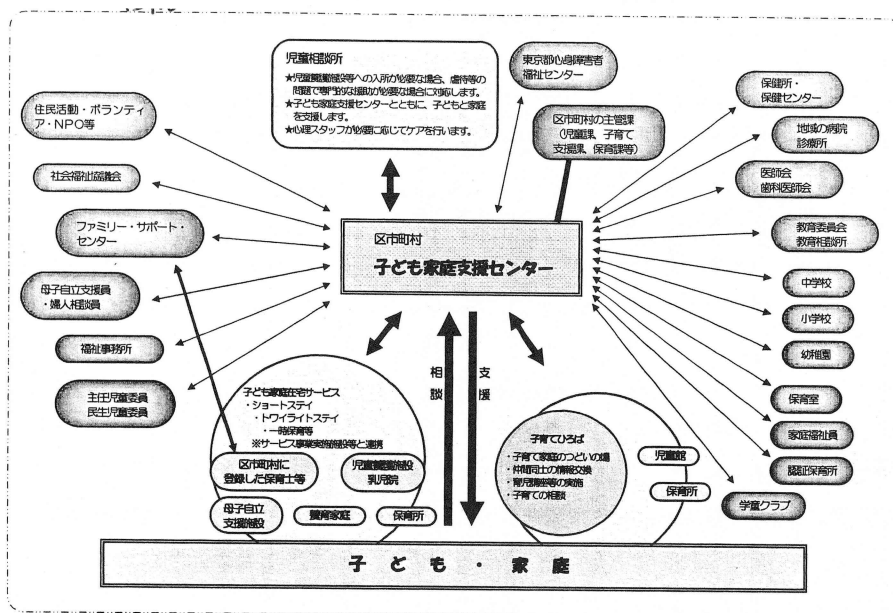 児童相談所
★児童養護施設等への入所が必要な場合、虐待等の
問題で専門的な援助が必要な場合に対応します。
★子ども家庭支援センターとともに、子どもと家庭
を支援します。
★心理スタッフが必要に応じてケアを行います。
東京都心身障害者
福祉センター
区市町村の主管課
(児童課、子育て
支援課、保育課等)
住民活動・ボランティ
ア・NPO等
社会福祉協議会
ファミリー・サポート・
センター
母子自立支援員
・婦人相談員
福祉事務所
主任児童委員
民生児童委員
保健所・
保健センター
地域の病院
診療所
医師会
歯科医師会
教育委員会
教育相談所
中学校
小学校
幼稚園
保育室
家庭福祉員
認証保育所
学童クラブ
区市町村
子ども家庭支援センター
相談
支援
子ども家庭在宅サービス
・ショートステイ
・トワイライトステイ
・一時保育等
※サービス事業実施施設等と連携
区市町村に
登録した保育士等
児童養護施設
乳児院
母子自立
支援施設
養育家庭
保育所
子育てひろば
・子育て家庭のつどいの場
・仲間同士の情報交換
・育児講座等の実施
・子育ての相談
児童館
保育所
子ども・家庭